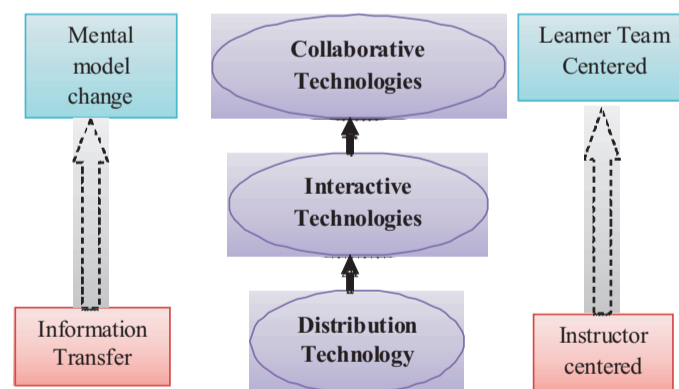 Mental
model
change
Collaborative
Technologies
Learner Team
Centered
Interactive
Technologies
Information
Transfer
Distribution
Technology
Instructor
centered